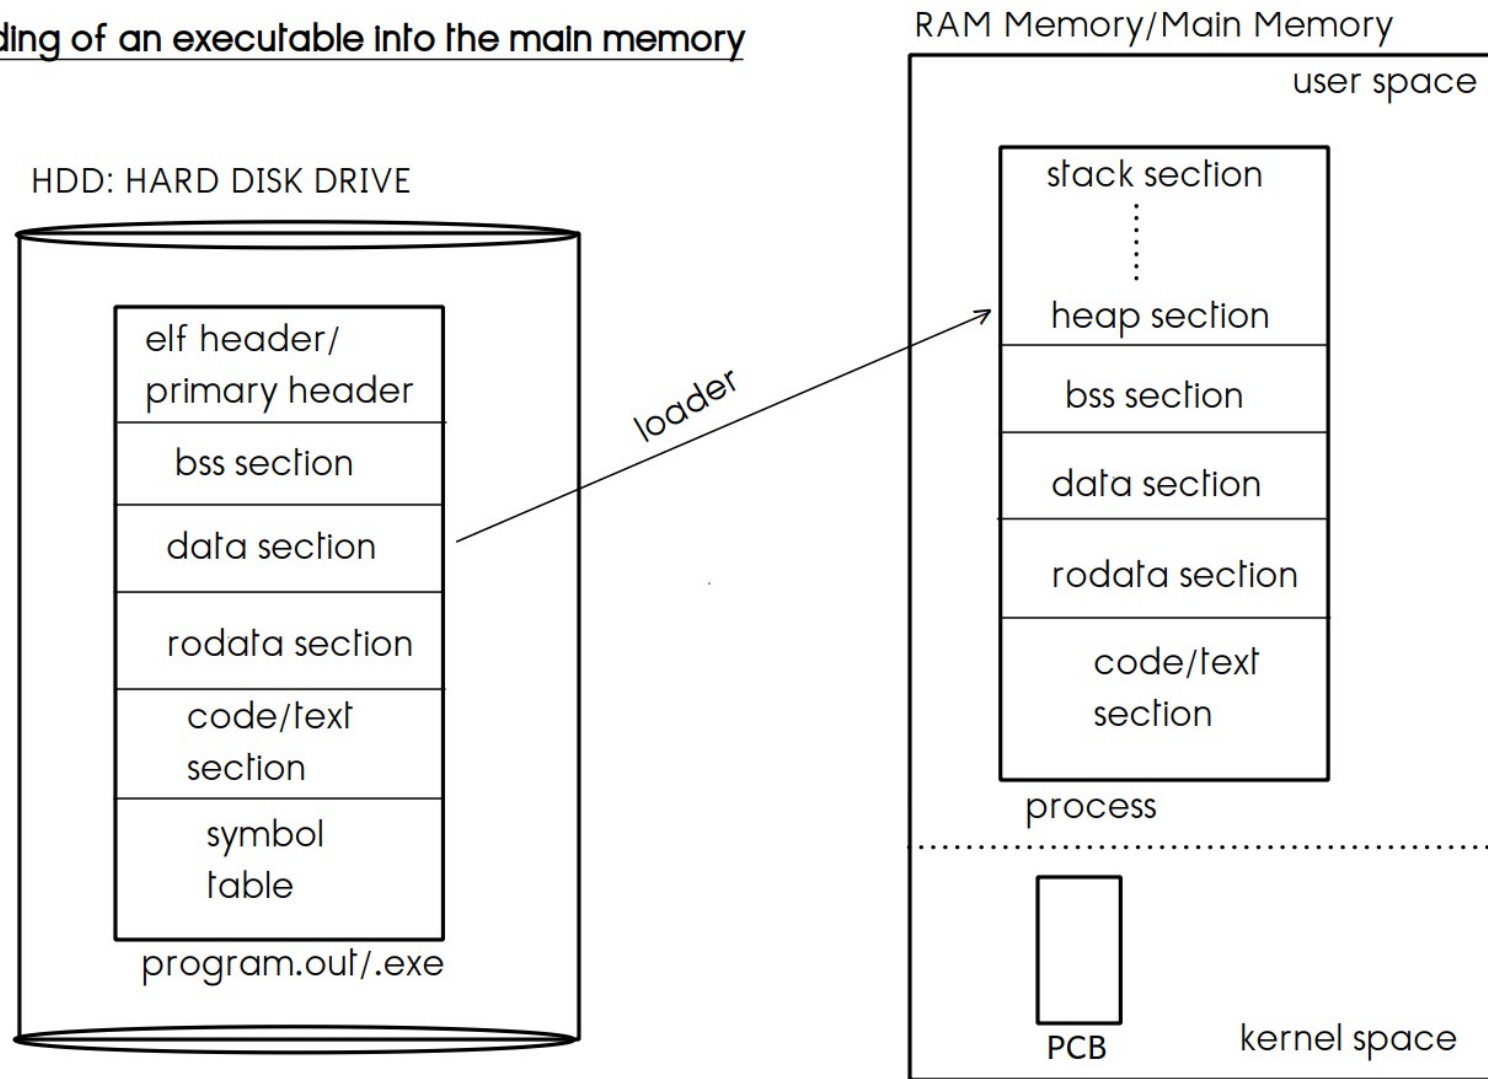 ding of an executable into the main memory
HDD: HARD DISK DRIVE
elf header/
primary header
bss section
data section
rodata section
code/text
section
symbol
table
program.out/.exe
loader
RAM Memory/Main Memory
user space
stack section
heap section
bss section
data section
rodata section
code/text
section
process
PCB
kernel space